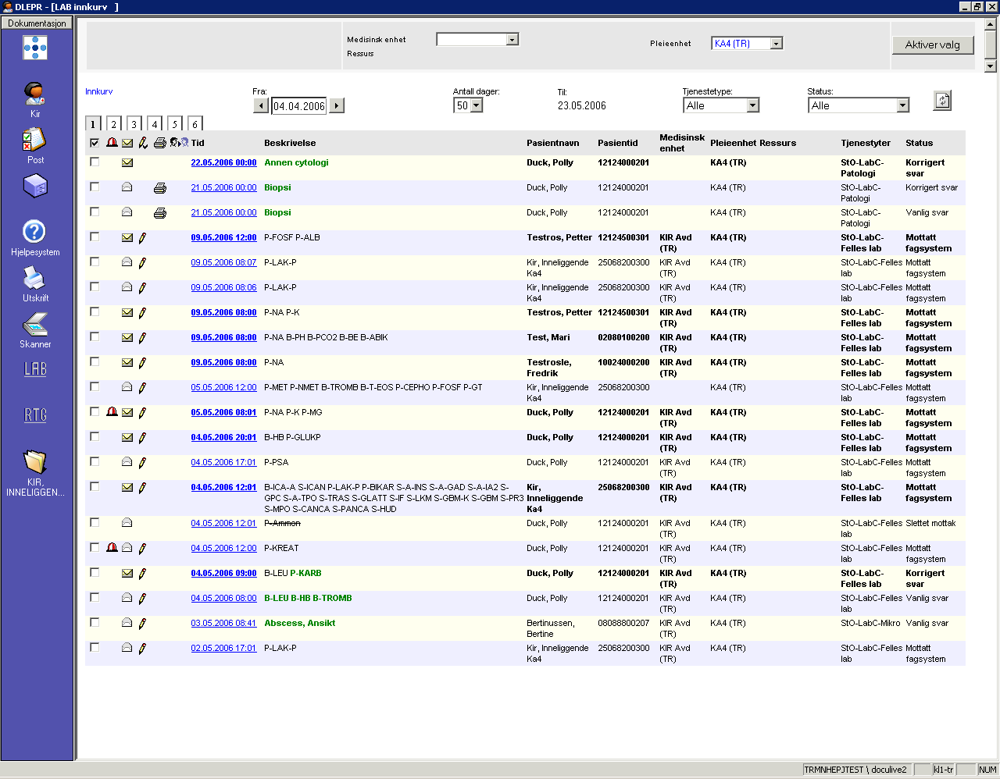 DLEPR - [LAB innkurv ]
Dokumentasjon
Kir
Post
Hjelpesystem
Utskrift
Skanner
LAB
RTG
KIR,
INNELIGGEN...
Medisinsk enhet
Ressurs
Pleieenhet KA4 (TR)
Aktiver valg
Innkurv
Fra: Antall dager: Til: Tjenestetype: Status:
04.04.2006 50 23.05.2006 Alle Alle
1 2 3 4 5 6
Tid Beskrivelse Pasientnavn Pasientid Medisinsk enhet Pleieenhet Ressurs Tjenestyter Status
22.05.2006 00:00 Annen cytologi Duck, Polly 12124000201 KA4 (TR) StO-LabC- Korrigert
Patologi svar
21.05.2006 00:00 Biopsi Duck, Polly 12124000201 KA4 (TR) StO-LabC- Korrigert svar
Patologi
21.05.2006 00:00 Biopsi Duck, Polly 12124000201 KA4 (TR) StO-LabC- Vanlig svar
Patologi
09.05.2006 12:00 P-FOSF P-ALB Testros, Petter 12124500301 KIR Avd KA4 (TR) StO-LabC- Mottatt
(TR) Felles lab fagsystem
09.05.2006 08:07 P-LAK-P Kir, Inneliggende 25068200300 KIR Avd KA4 (TR) StO-LabC-Felles Mottatt
Ka4 (TR) lab fagsystem
09.05.2006 08:06 P-LAK-P Kir, Inneliggende 25068200300 KIR Avd KA4 (TR) StO-LabC-Felles Mottatt
Ka4 (TR) lab fagsystem
09.05.2006 08:00 P-NA P-K Testros, Petter 12124500301 KIR Avd KA4 (TR) StO-LabC- Mottatt
(TR) Felles lab fagsystem
09.05.2006 08:00 P-NA B-PH B-PCO2 B-BE B-ABIK Test, Mari 02080100200 KIR Avd KA4 (TR) StO-LabC- Mottatt
(TR) Felles lab fagsystem
09.05.2006 08:00 P-NA Testrosle, 10024000200 KIR Avd KA4 (TR) StO-LabC- Mottatt
Fredrik (TR) Felles lab fagsystem
05.05.2006 12:00 P-MET P-NMET B-TROMB B-T-EOS P-CEPHO P-FOSF P-GT Kir, Inneliggende 25068200300 KA4 (TR) StO-LabC-Felles Mottatt
Ka4 lab fagsystem
05.05.2006 08:01 P-NA P-K P-MG Duck, Polly 12124000201 KIR Avd KA4 (TR) StO-LabC- Mottatt
(TR) Felles lab fagsystem
04.05.2006 20:01 B-HB P-GLUKP Duck, Polly 12124000201 KIR Avd KA4 (TR) StO-LabC- Mottatt
(TR) Felles lab fagsystem
04.05.2006 17:01 P-PSA Duck, Polly 12124000201 KIR Avd KA4 (TR) StO-LabC-Felles Mottatt
(TR) lab fagsystem
04.05.2006 12:01 B-ICA-A S-ICAN P-LAK-P P-BIKAR S-A-INS S-A-GAD S-A-IA2 S- Kir, 25068200300 KIR Avd KA4 (TR) StO-LabC- Mottatt
GPC S-A-TPO S-TRAS S-GLATT S-IF S-LKM S-GBM-K S-GBM S-PR3 Inneliggende (TR) Felles lab fagsystem
S-MPO S-CANCA S-PANCA S-HUD Ka4
04.05.2006 12:01 P-Ammon Duck, Polly 12124000201 KIR Avd KA4 (TR) StO-LabC-Felles Slettet mottak
(TR) lab
04.05.2006 12:00 P-KREAT Duck, Polly 12124000201 KIR Avd KA4 (TR) StO-LabC-Felles Mottatt
(TR) lab fagsystem
04.05.2006 09:00 B-LEU P-KARB Duck, Polly 12124000201 KIR Avd KA4 (TR) StO-LabC- Korrigert
(TR) Felles lab svar
04.05.2006 08:00 B-LEU B-HB B-TROMB Duck, Polly 12124000201 KIR Avd KA4 (TR) StO-LabC-Felles Vanlig svar
(TR) lab
03.05.2006 08:41 Abscess, Ansikt Bertinussen, 08088800207 KIR Avd KA4 (TR) StO-LabC-Mikro Vanlig svar
Bertine (TR)
02.05.2006 17:01 P-LAK-P Kir, Inneliggende 25068200300 KIR Avd KA4 (TR) StO-LabC-Felles Mottatt
Ka4 (TR) lab fagsystem
TRMNHEPJTEST \ doculive2 kl1-tr NUM